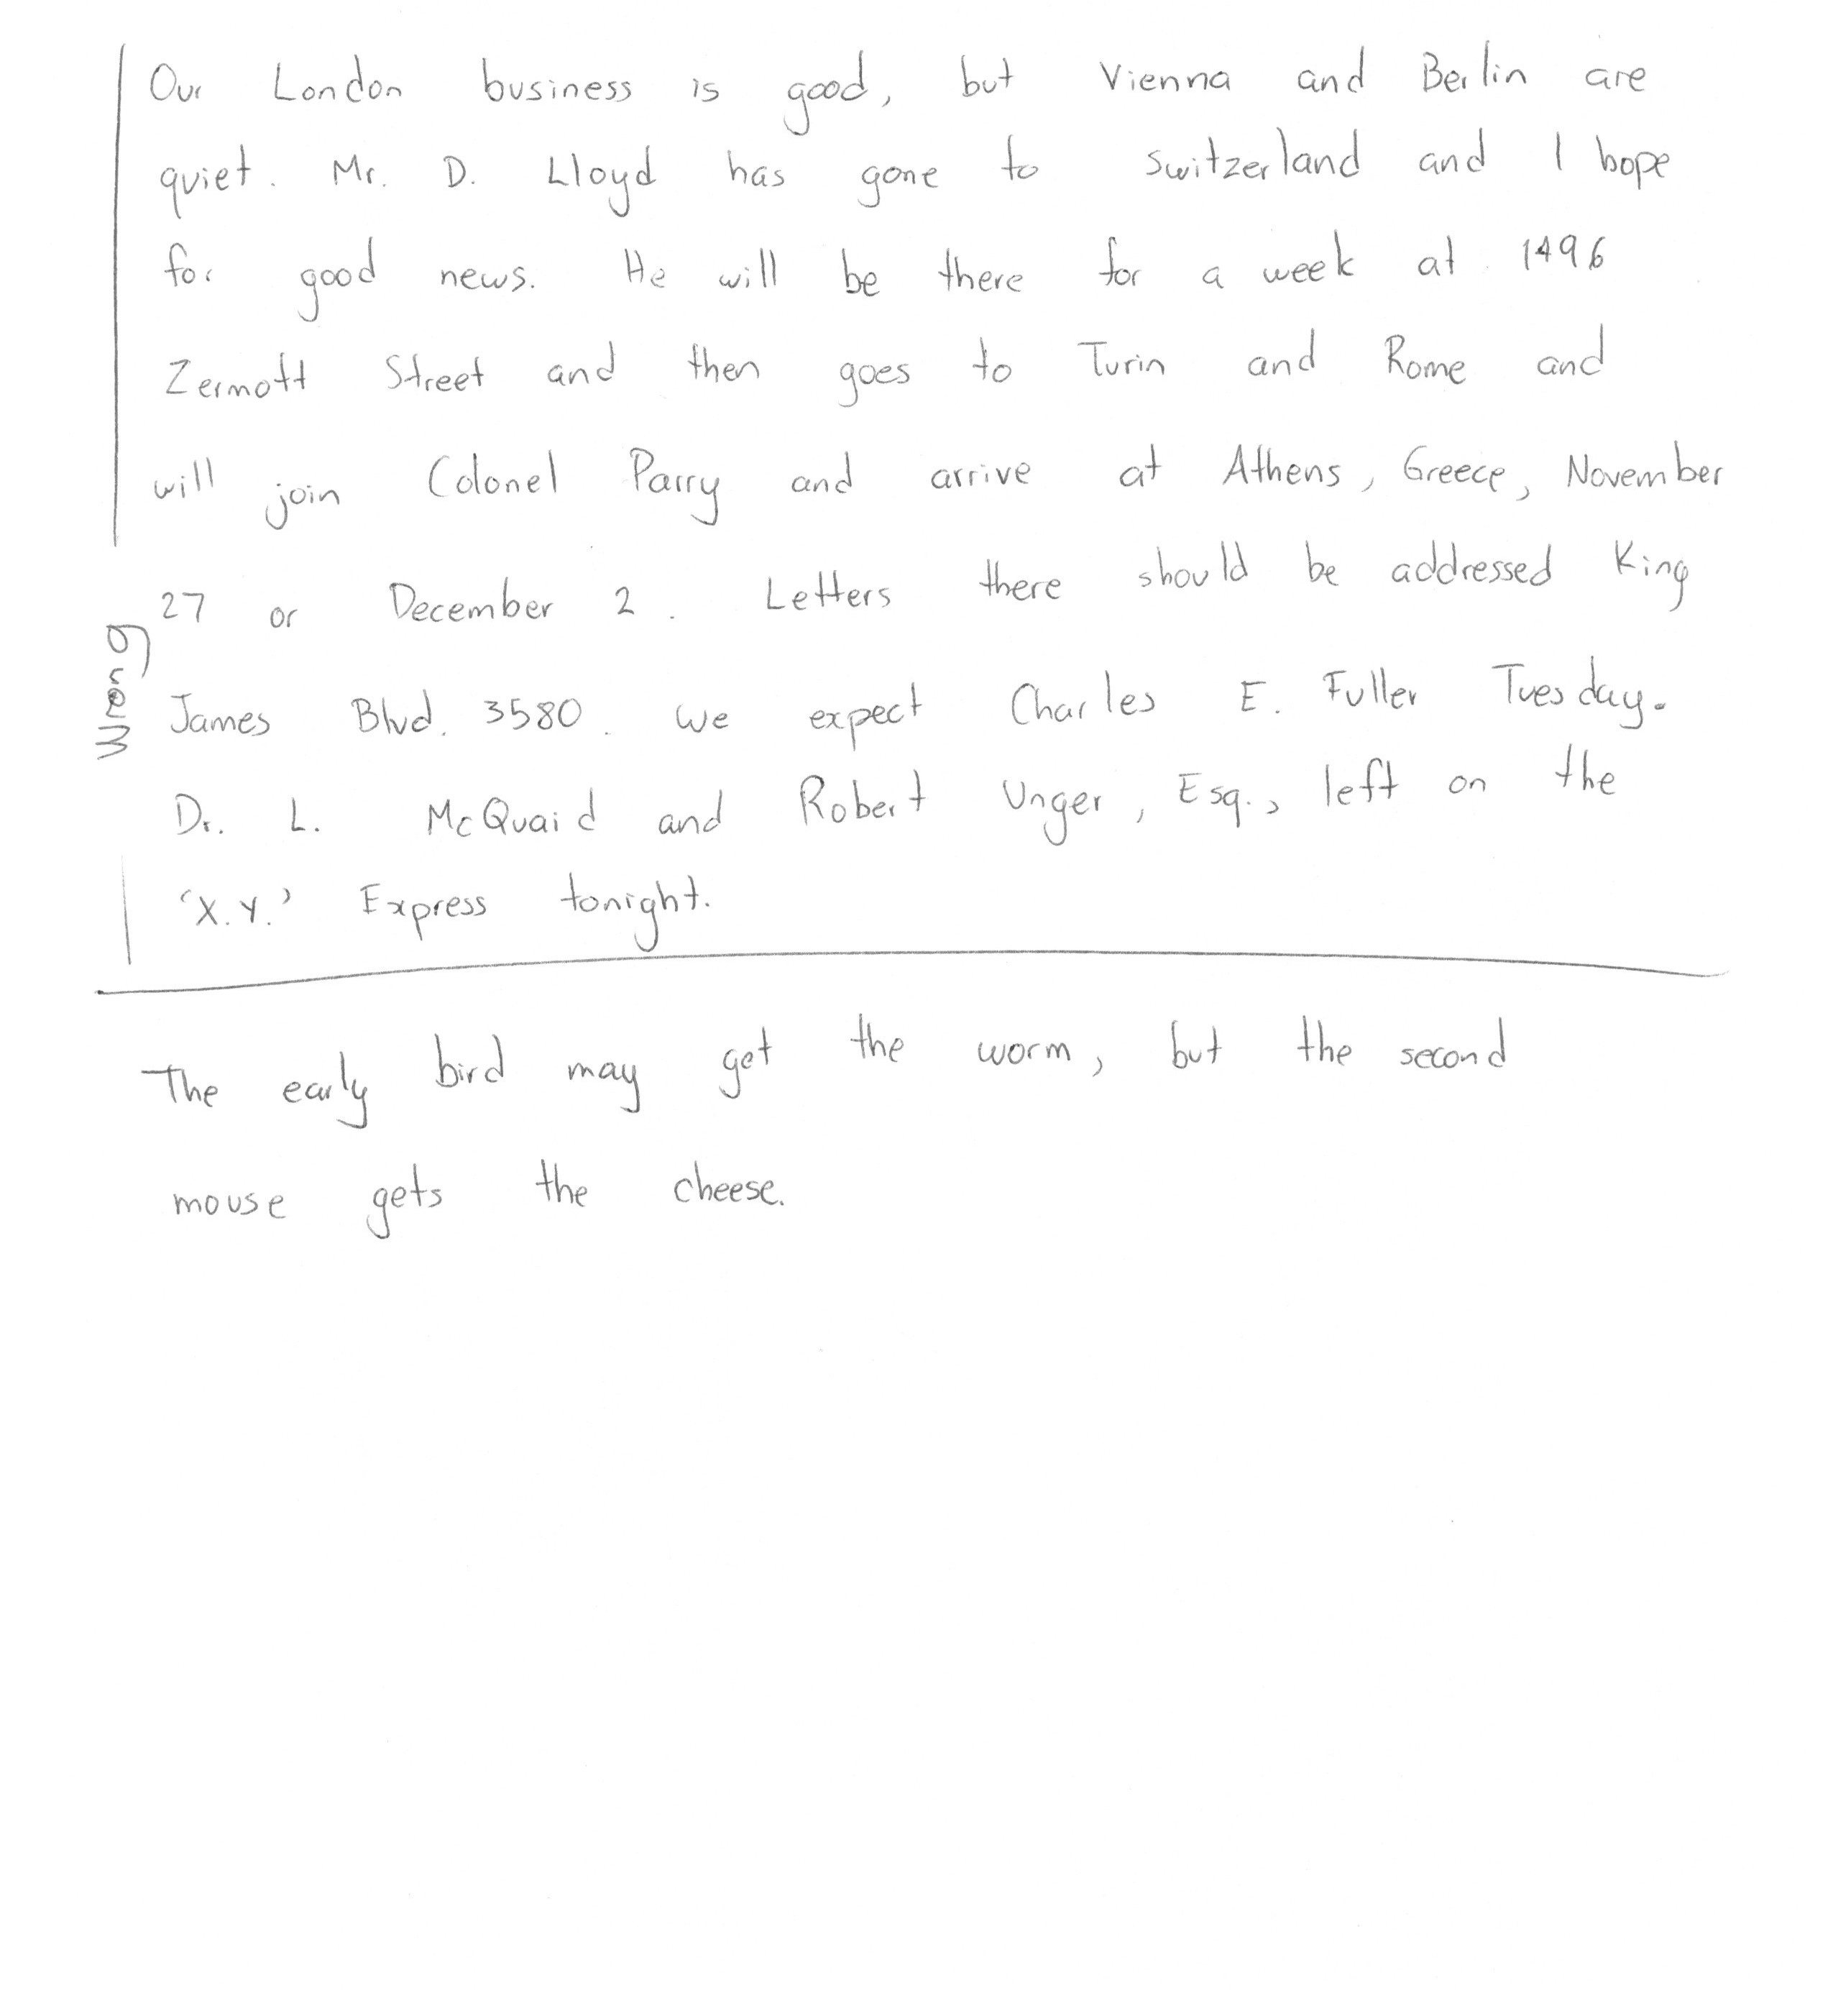 Our London business is good, but Vienna and Berlin are
quiet. Mr. D. Lloyd has gone to Switzerland and I hope
for good news. He will be there for a week at 1496
Zermott Street and then goes to Turin and Rome and
will join Colonel Parry and arrive at Athens, Greece, November
27 or December 2. Letters there should be addressed King
James Blvd. 3580. We expect Charles E. Fuller Tuesday.
Dr. L. McQuaid and Robert Unger, Esq., left on the
'X.Y.' Express tonight.
The early bird may get the worm, but the second
mouse gets the cheese.